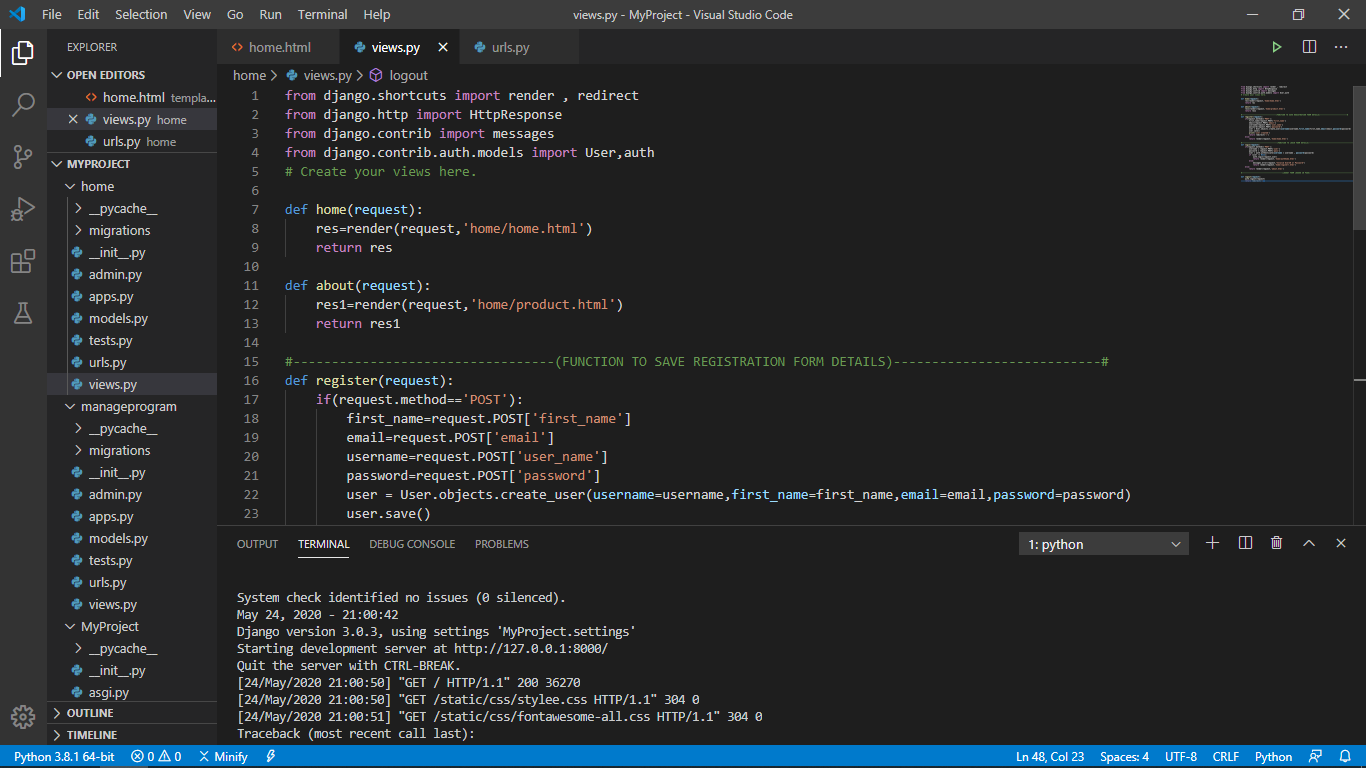 File Edit Selection View Go Run Terminal Help
views.py - MyProject - Visual Studio Code
EXPLORER
OPEN EDITORS
home.html templa...
views.py home
urls.py home
MYPROJECT
home
__pycache__
migrations
__init__.py
admin.py
apps.py
models.py
tests.py
urls.py
views.py
manageprogram
__pycache__
migrations
__init__.py
admin.py
apps.py
models.py
tests.py
urls.py
views.py
MyProject
__pycache__
__init__.py
asgi.py
OUTLINE
TIMELINE
home.html views.py urls.py
home > views.py > logout
1 from django.shortcuts import render , redirect
2 from django.http import HttpResponse
3 from django.contrib import messages
4 from django.contrib.auth.models import User,auth
5 # Create your views here.
6
7 def home(request):
8 res=render(request,'home/home.html')
9 return res
10
11 def about(request):
12 res1=render(request,'home/product.html')
13 return res1
14
15 #----------------------------------(FUNCTION TO SAVE REGISTRATION FORM DETAILS)---------------------------#
16 def register(request):
17 if(request.method=='POST'):
18 first_name=request.POST['first_name']
19 email=request.POST['email']
20 username=request.POST['user_name']
21 password=request.POST['password']
22 user = User.objects.create_user(username=username,first_name=first_name,email=email,password=password)
23 user.save()
OUTPUT TERMINAL DEBUG CONSOLE PROBLEMS
1: python
System check identified no issues (0 silenced).
May 24, 2020 - 21:00:42
Django version 3.0.3, using settings 'MyProject.settings'
Starting development server at http://127.0.0.1:8000/
Quit the server with CTRL-BREAK.
[24/May/2020 21:00:50] "GET / HTTP/1.1" 200 36270
[24/May/2020 21:00:50] "GET /static/css/stylee.css HTTP/1.1" 304 0
[24/May/2020 21:00:51] "GET /static/css/fontawesome-all.css HTTP/1.1" 304 0
Traceback (most recent call last):
Python 3.8.1 64-bit 0 0 Minify
Ln 48, Col 23 Spaces: 4 UTF-8 CRLF Python